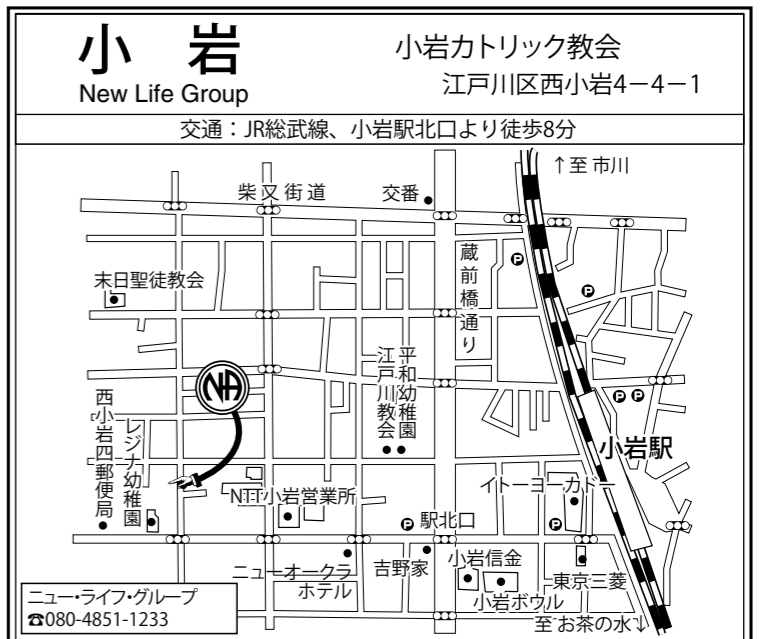 小岩
New Life Group
小岩カトリック教会
江戸川区西小岩4−4−1
交通：JR総武線、小岩駅北口より徒歩8分
↑至 市川
柴又街道
交番
蔵前橋通り
P
P
末日聖徒教会
NA
平和幼稚園
江戸川教会
P P
小岩駅
西小岩四郵便局
レジナ幼稚園
イトーヨーカドー
NTT小岩営業所
P
駅北口
P
ニューオークラ
ホテル
吉野家
小岩信金
東京三菱
小岩ボウル
至 お茶の水↓
ニュー・ライフ・グループ
☎080-4851-1233